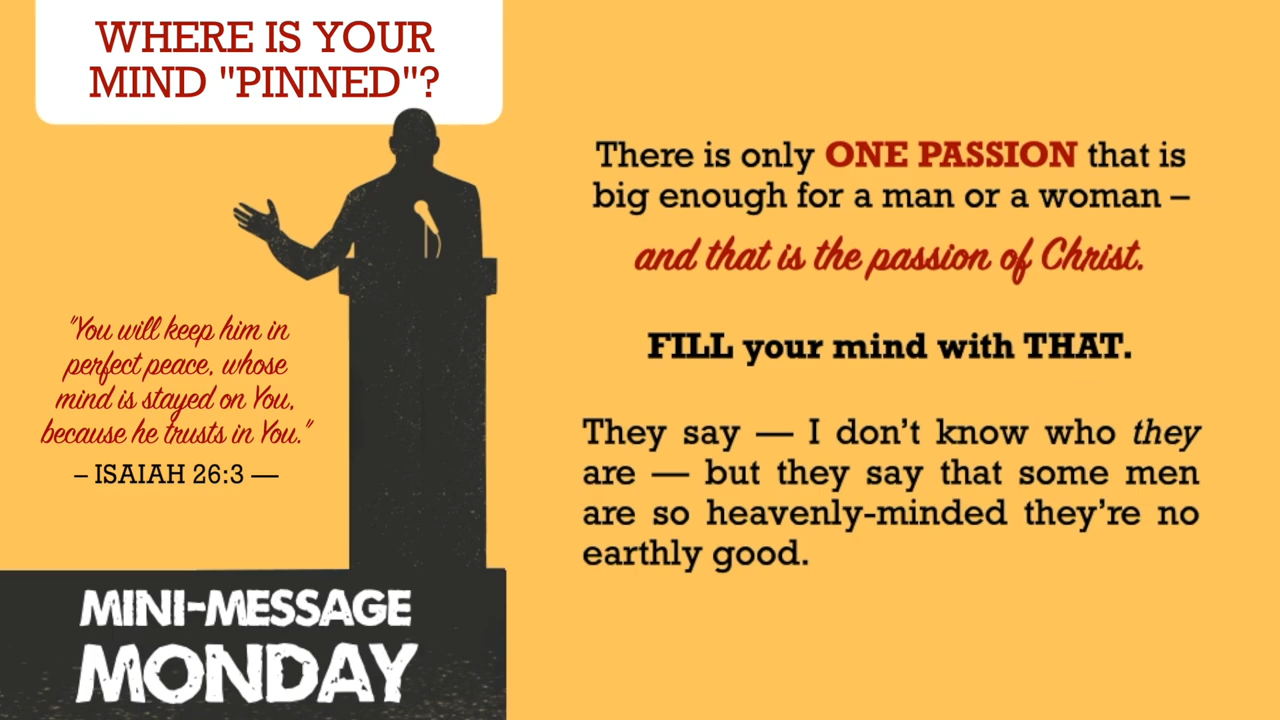 WHERE IS YOUR
MIND "PINNED"?
"You will keep him in
perfect peace, whose
mind is stayed on You,
because he trusts in You."
– ISAIAH 26:3 —
MINI-MESSAGE
MONDAY
There is only ONE PASSION that is
big enough for a man or a woman –
and that is the passion of Christ.
FILL your mind with THAT.
They say — I don’t know who they
are — but they say that some men
are so heavenly-minded they’re no
earthly good.